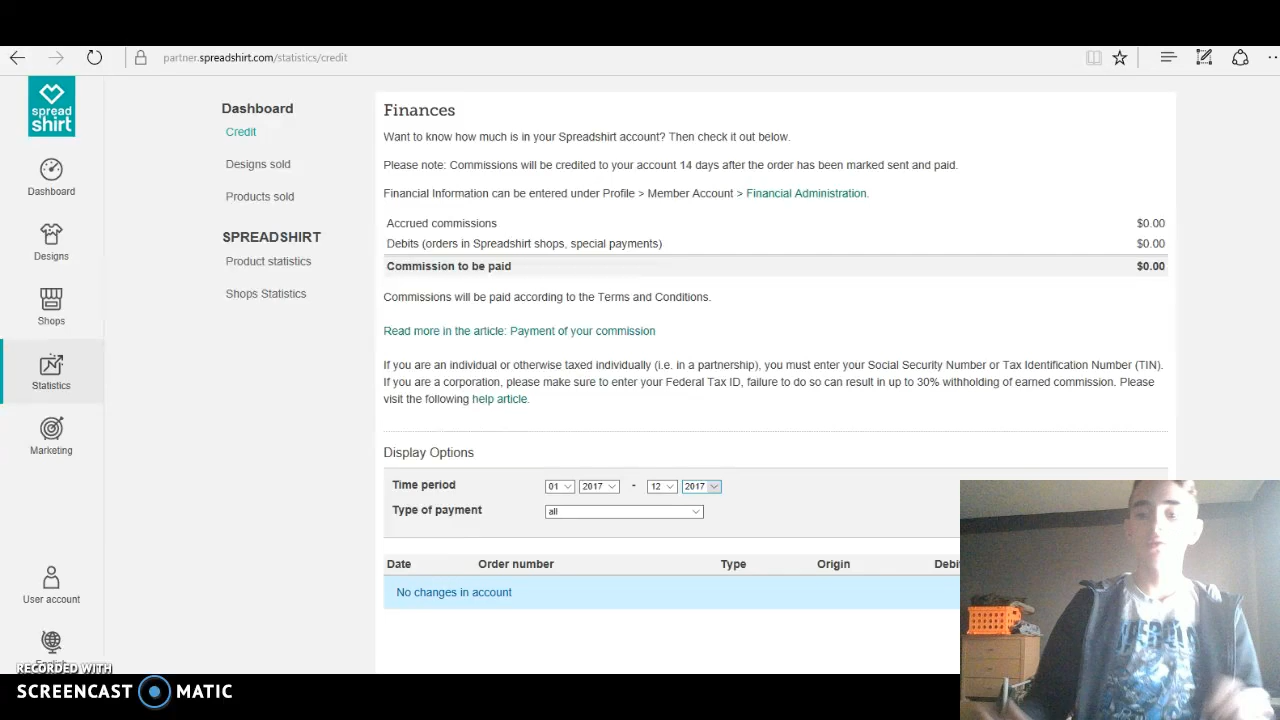 partner.spreadshirt.com/statistics/credit
spread
shirt
Dashboard
Designs
Shops
Statistics
Marketing
User account
RECORDED WITH
SCREENCAST MATIC
Dashboard
Credit
Designs sold
Products sold
SPREADSHIRT
Product statistics
Shops Statistics
Finances
Want to know how much is in your Spreadshirt account? Then check it out below.
Please note: Commissions will be credited to your account 14 days after the order has been marked sent and paid.
Financial Information can be entered under Profile > Member Account > Financial Administration.
Accrued commissions $0.00
Debits (orders in Spreadshirt shops, special payments) $0.00
Commission to be paid $0.00
Commissions will be paid according to the Terms and Conditions.
Read more in the article: Payment of your commission
If you are an individual or otherwise taxed individually (i.e. in a partnership), you must enter your Social Security Number or Tax Identification Number (TIN).
If you are a corporation, please make sure to enter your Federal Tax ID, failure to do so can result in up to 30% withholding of earned commission. Please
visit the following help article.
Display Options
Time period 01 2017 - 12 2017
Type of payment all
Date Order number Type Origin Debi
No changes in account